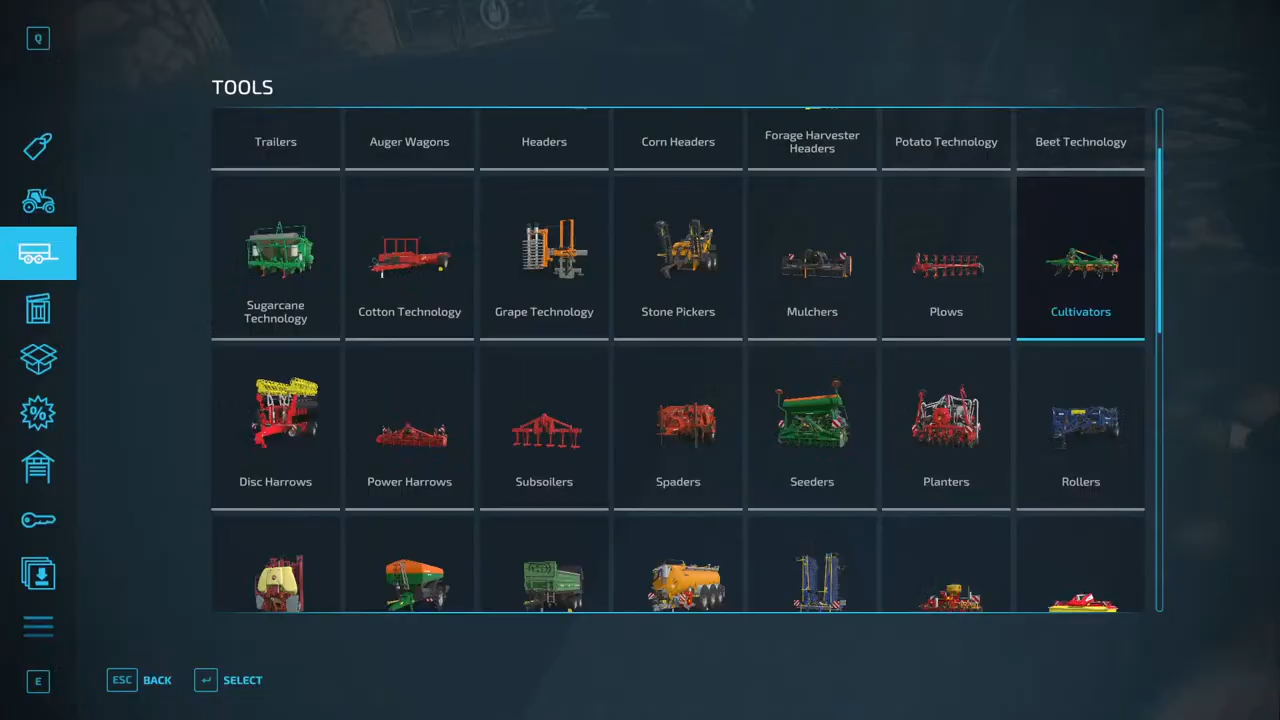 Q
TOOLS
Trailers
Auger Wagons
Headers
Corn Headers
Forage Harvester
Headers
Potato Technology
Beet Technology
Sugarcane
Technology
Cotton Technology
Grape Technology
Stone Pickers
Mulchers
Plows
Cultivators
Disc Harrows
Power Harrows
Subsoilers
Spaders
Seeders
Planters
Rollers
%
E
ESC BACK
SELECT